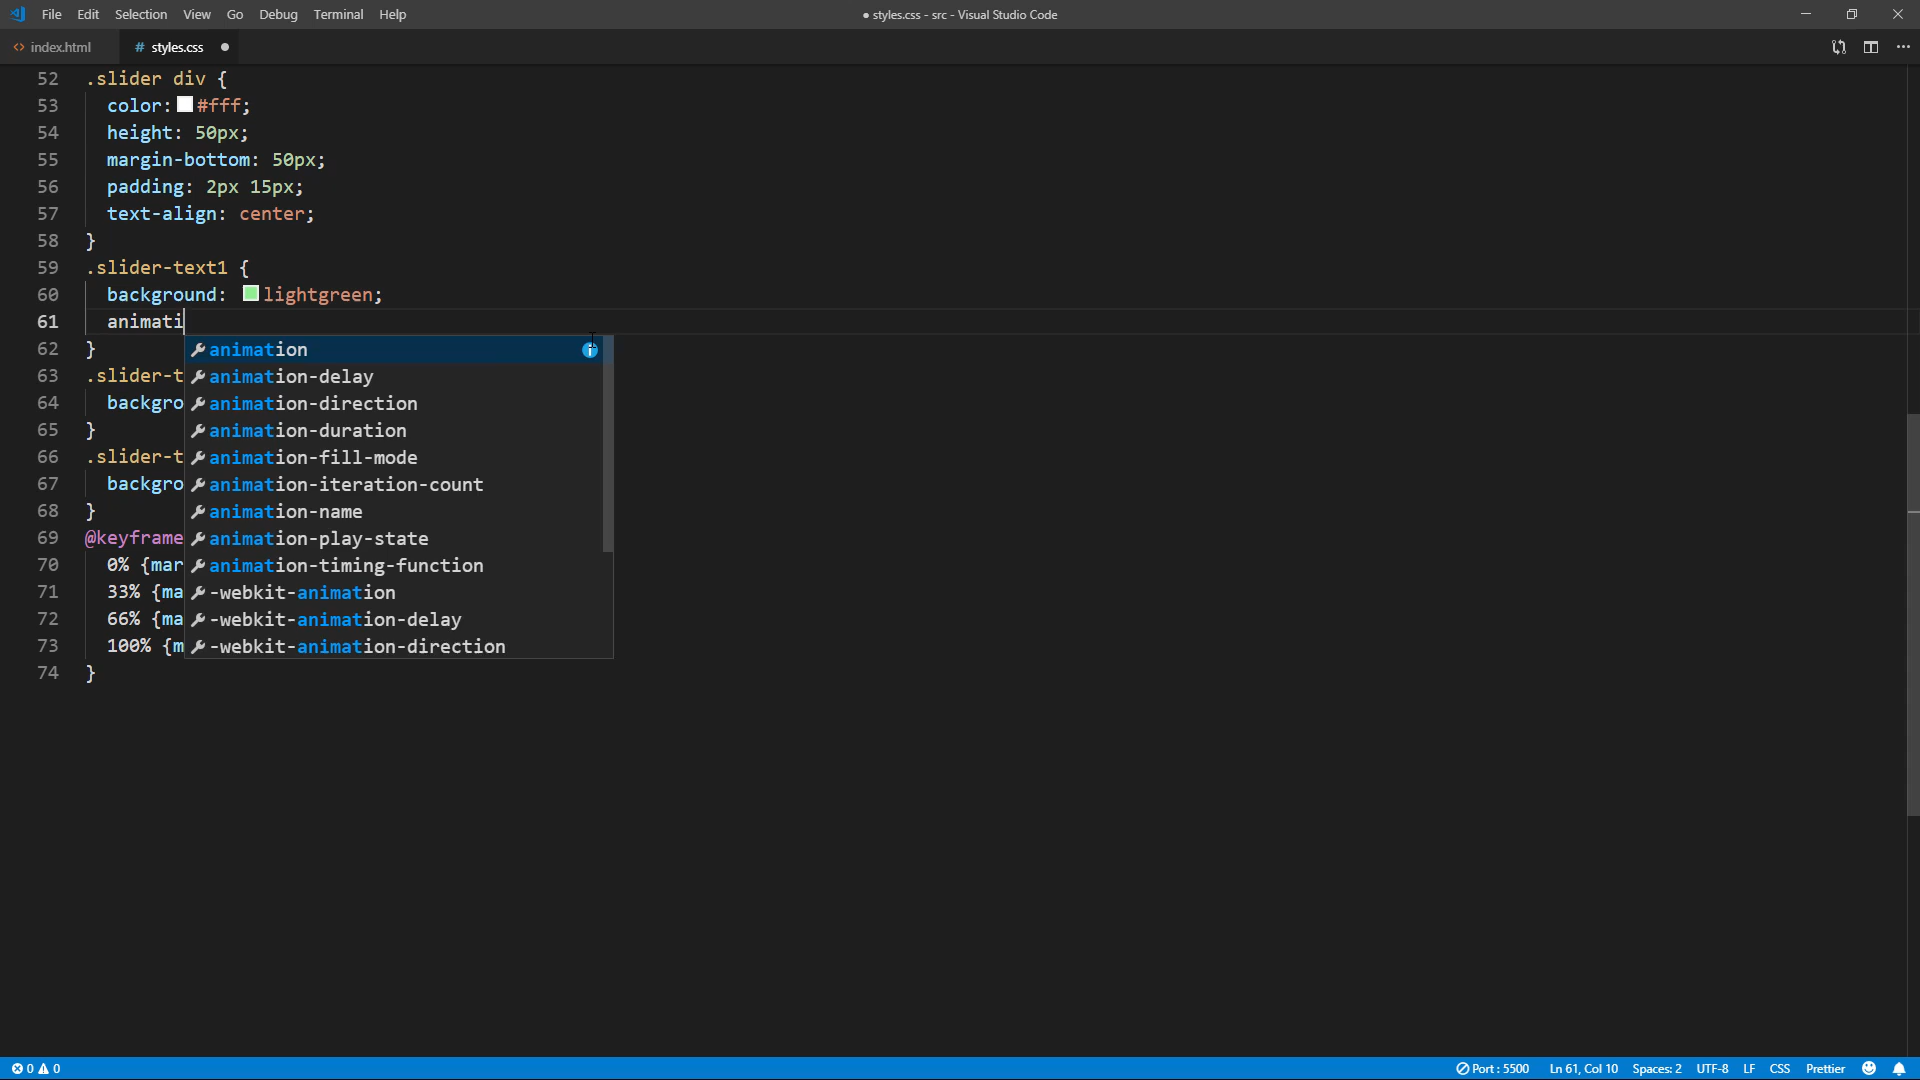 File Edit Selection View Go Debug Terminal Help
● styles.css - src - Visual Studio Code
<> index.html # styles.css ●
52 .slider div {
53 color: #fff;
54 height: 50px;
55 margin-bottom: 50px;
56 padding: 2px 15px;
57 text-align: center;
58 }
59 .slider-text1 {
60 background: lightgreen;
61 animati
62 } animation
63 .slider-t animation-delay
64 backgro animation-direction
65 } animation-duration
66 .slider-t animation-fill-mode
67 backgro animation-iteration-count
68 } animation-name
69 @keyframe animation-play-state
70 0% {mar animation-timing-function
71 33% {ma -webkit-animation
72 66% {ma -webkit-animation-delay
73 100% {m -webkit-animation-direction
74 }
0 0 Port : 5500 Ln 61, Col 10 Spaces: 2 UTF-8 LF CSS Prettier